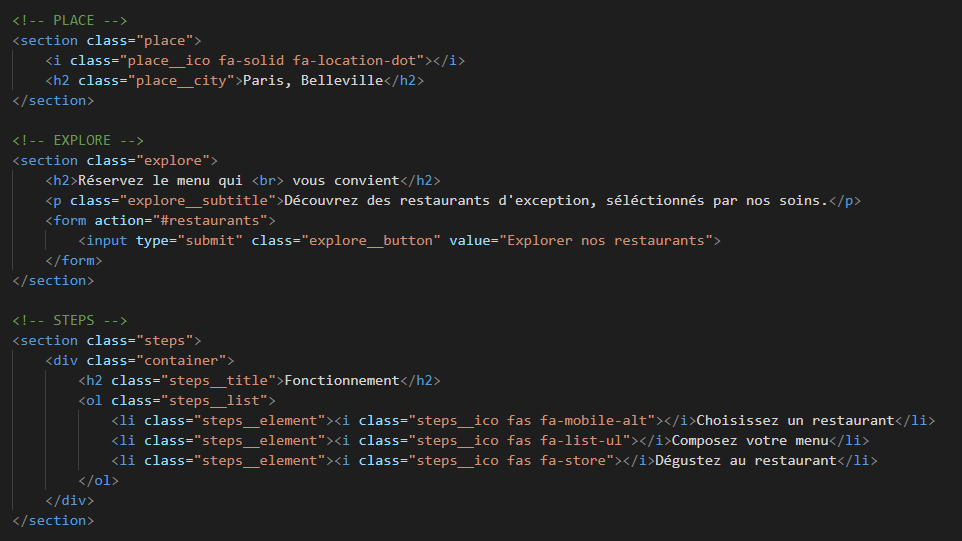 <!-- PLACE -->
<section class="place">
    <i class="place__ico fa-solid fa-location-dot"></i>
    <h2 class="place__city">Paris, Belleville</h2>
</section>

<!-- EXPLORE -->
<section class="explore">
    <h2>Réservez le menu qui <br> vous convient</h2>
    <p class="explore__subtitle">Découvrez des restaurants d'exception, séléctionnés par nos soins.</p>
    <form action="#restaurants">
        <input type="submit" class="explore__button" value="Explorer nos restaurants">
    </form>
</section>

<!-- STEPS -->
<section class="steps">
    <div class="container">
        <h2 class="steps__title">Fonctionnement</h2>
        <ol class="steps__list">
            <li class="steps__element"><i class="steps__ico fas fa-mobile-alt"></i>Choisissez un restaurant</li>
            <li class="steps__element"><i class="steps__ico fas fa-list-ul"></i>Composez votre menu</li>
            <li class="steps__element"><i class="steps__ico fas fa-store"></i>Dégustez au restaurant</li>
        </ol>
    </div>
</section>